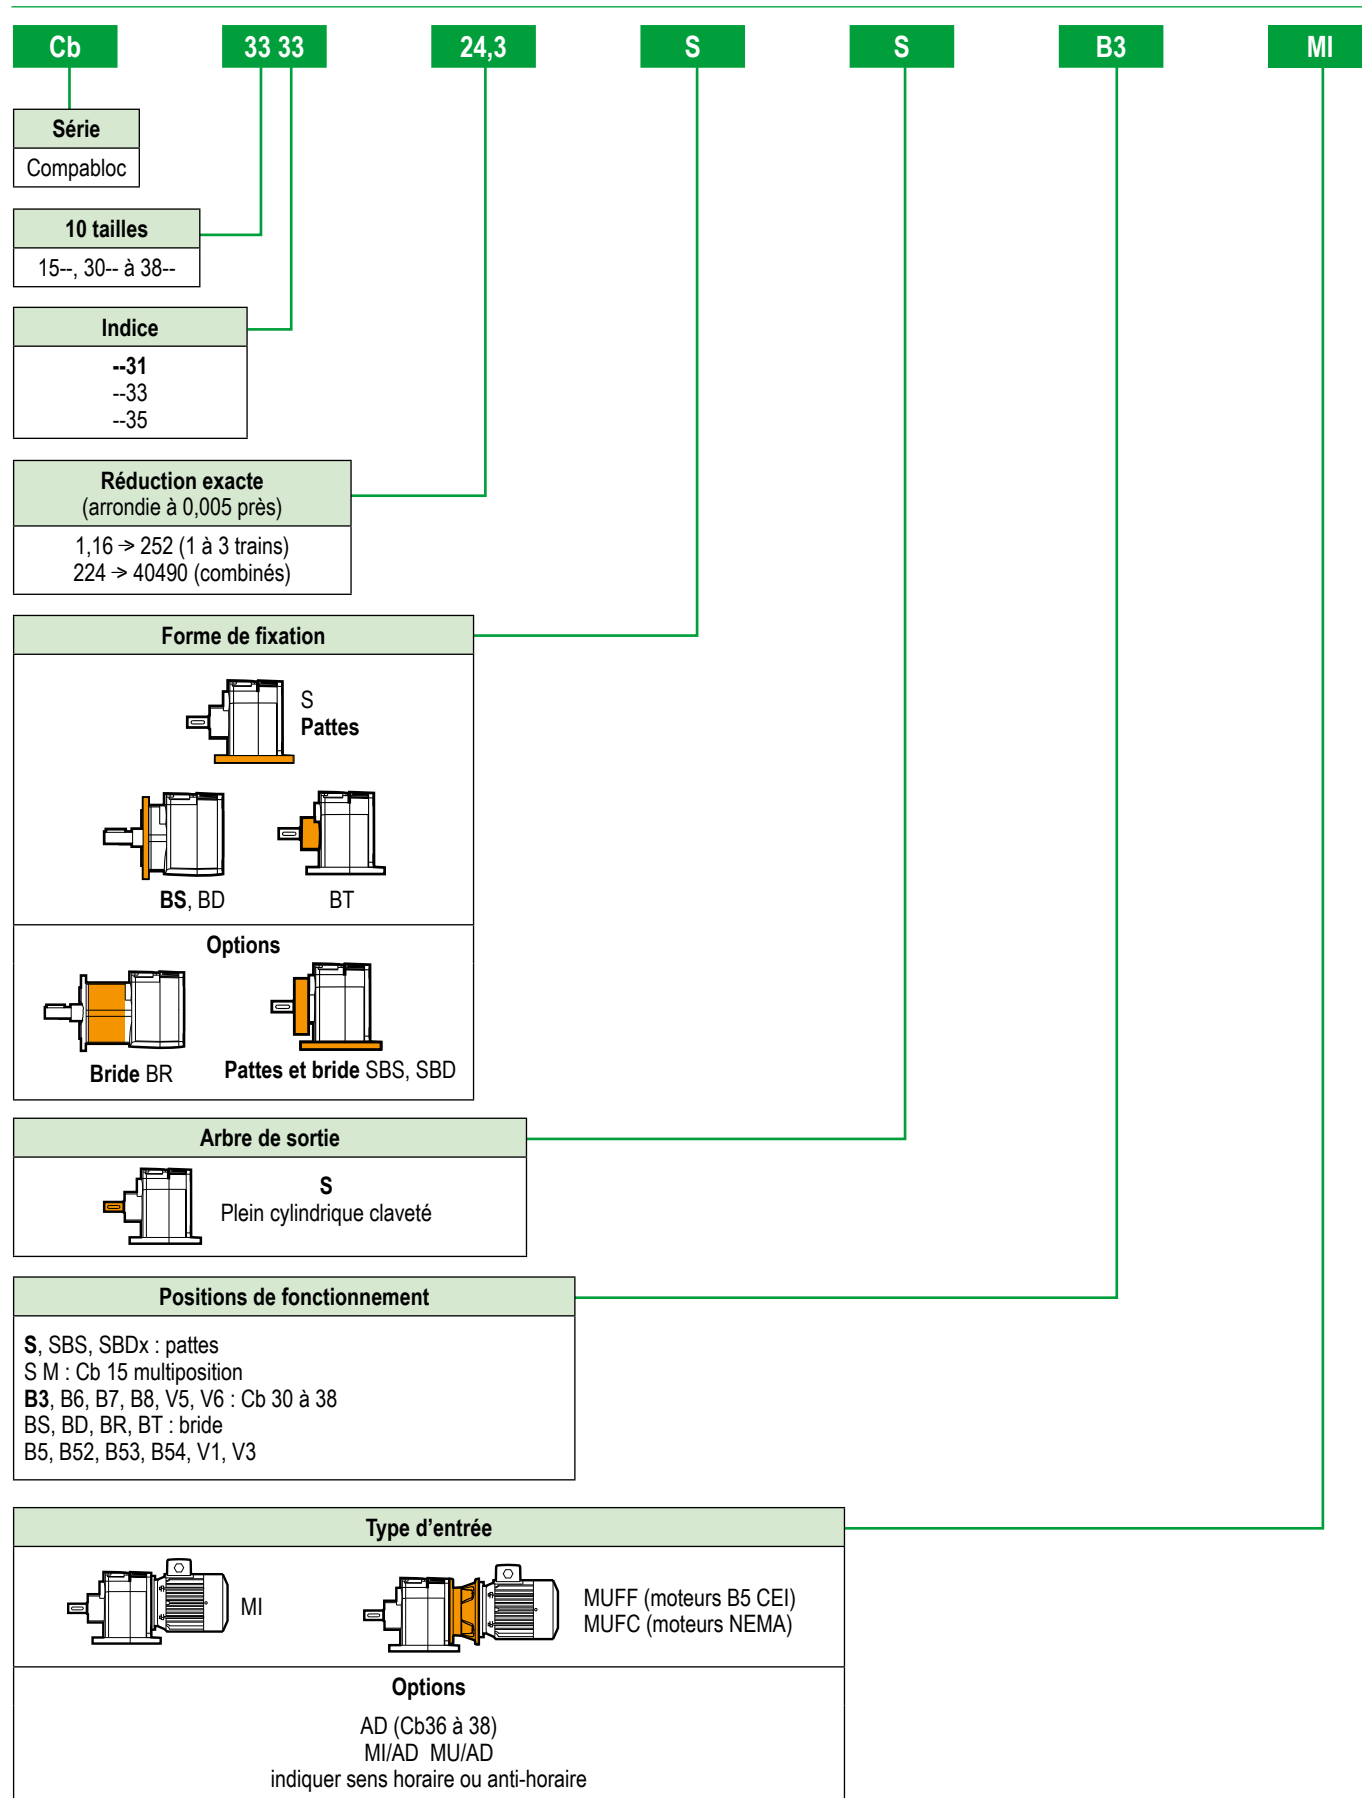 Cb 33 33 24,3 S S B3 MI
Série
Compabloc
10 tailles
15--, 30-- à 38--
Indice
--31
--33
--35
Réduction exacte
(arrondie à 0,005 près)
1,16 → 252 (1 à 3 trains)
224 → 40490 (combinés)
Forme de fixation
S
Pattes
BS, BD
BT
Options
Bride BR
Pattes et bride SBS, SBD
Arbre de sortie
S
Plein cylindrique claveté
Positions de fonctionnement
S, SBS, SBDx : pattes
S M : Cb 15 multiposition
B3, B6, B7, B8, V5, V6 : Cb 30 à 38
BS, BD, BR, BT : bride
B5, B52, B53, B54, V1, V3
Type d'entrée
MI
MUFF (moteurs B5 CEI)
MUFC (moteurs NEMA)
Options
AD (Cb36 à 38)
MI/AD MU/AD
indiquer sens horaire ou anti-horaire